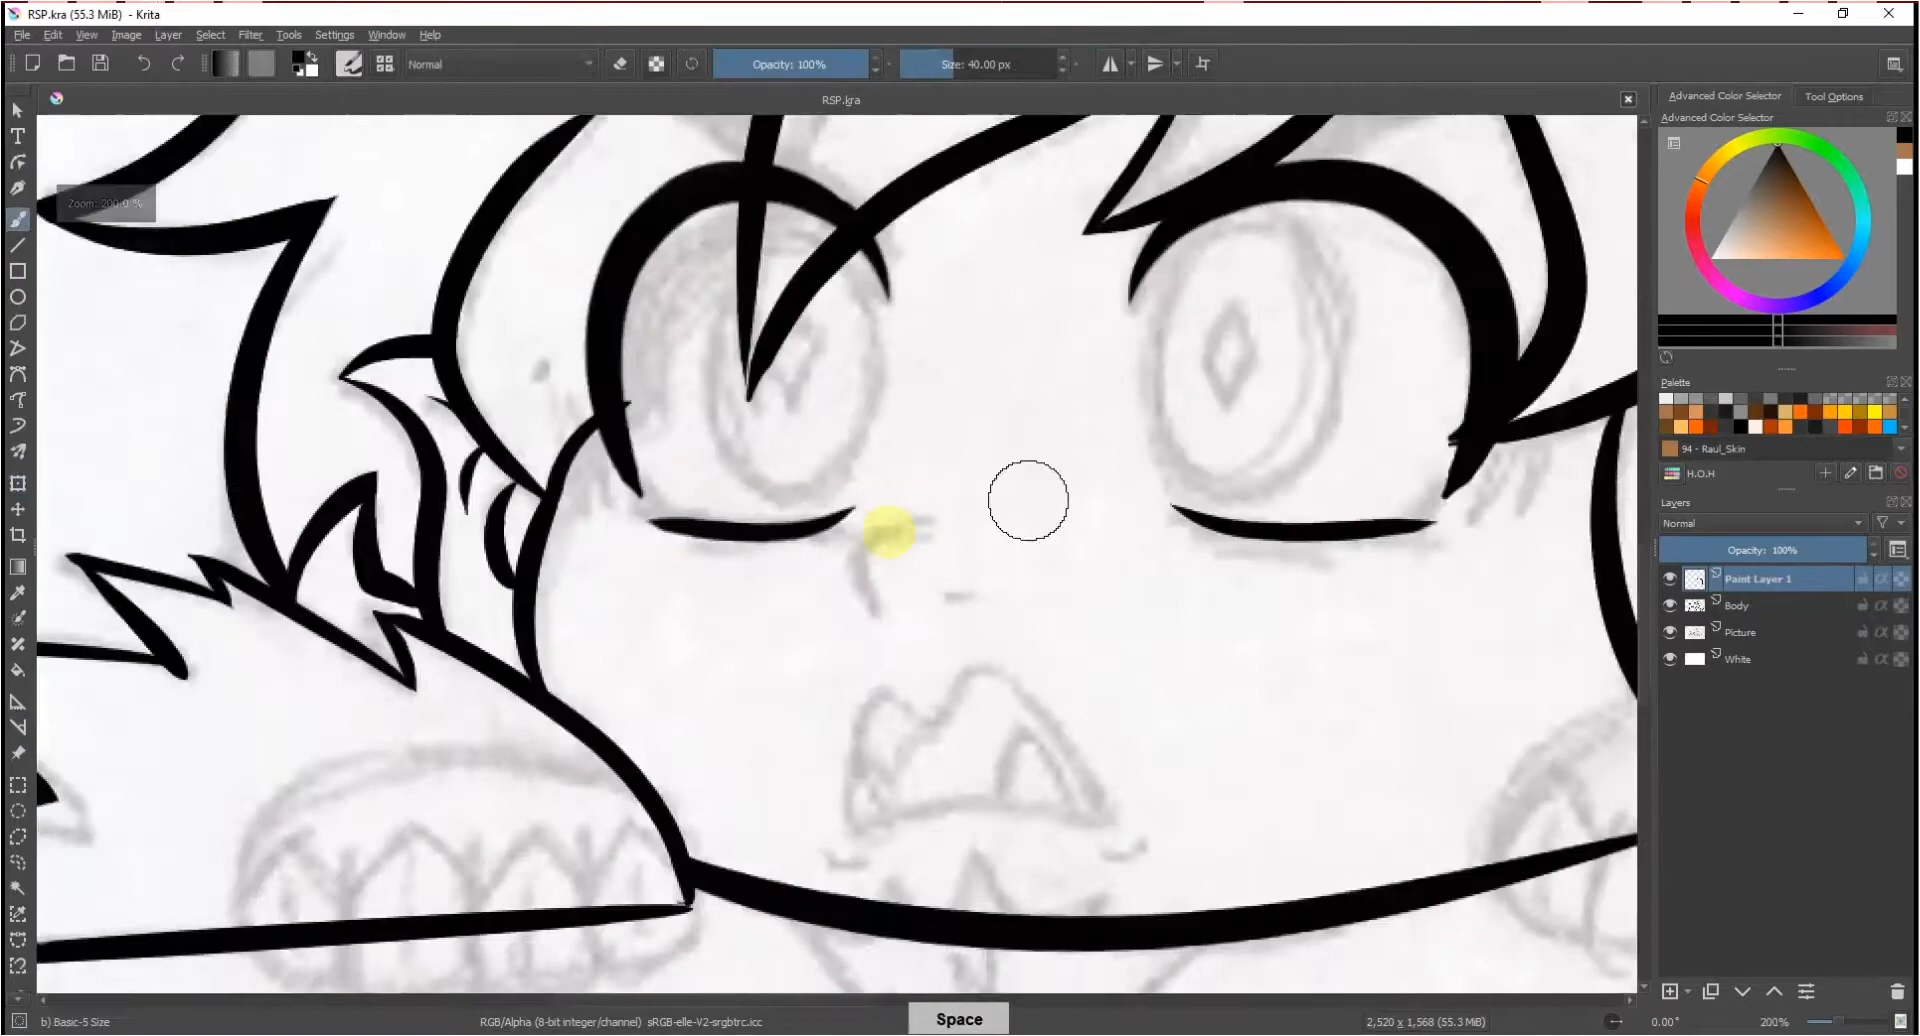 RSP.kra (55.3 MiB) - Krita
File Edit View Image Layer Select Filter Tools Settings Window Help
Normal Opacity: 100% Size: 40.00 px
RSP.kra
Advanced Color Selector Tool Options
Advanced Color Selector
Zoom: 200.0 %
Palette
94 - Raul_Skin
H.O.H
Layers
Normal
Opacity: 100%
Paint Layer 1
Body
Picture
White
b) Basic-5 Size RGB/Alpha (8-bit integer/channel) sRGB-elle-V2-srgbtrc.icc Space 2,520 x 1,568 (55.3 MiB) 0.00° 200%